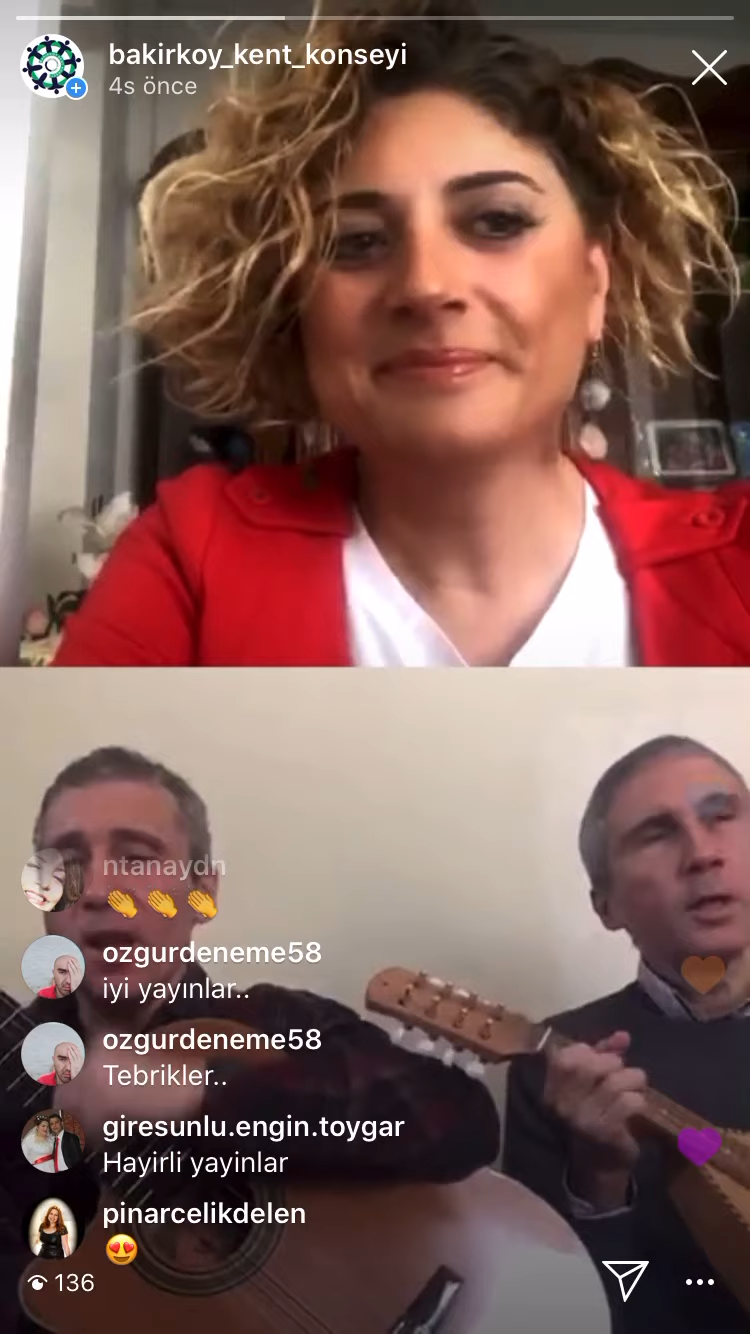 bakirkoy_kent_konseyi
4s önce
ntanaydn
👏👏👏
ozgurdeneme58
iyi yayınlar..
ozgurdeneme58
Tebrikler..
giresunlu.engin.toygar
Hayirli yayinlar
pinarcelikdelen
😍
136